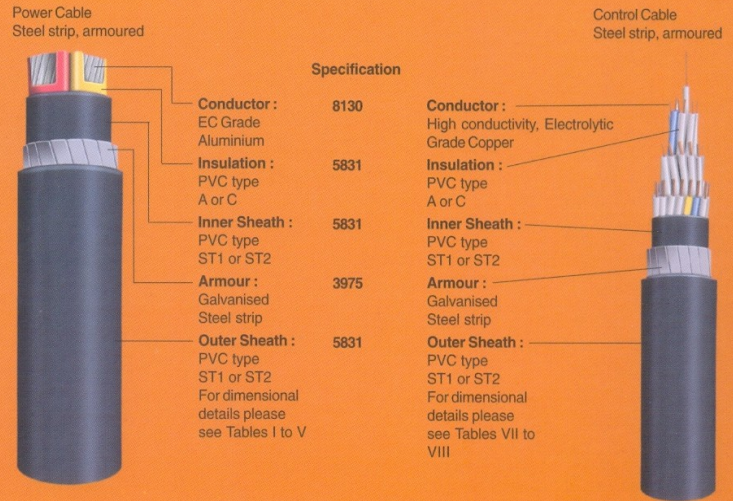 Power Cable
Steel strip, armoured
Control Cable
Steel strip, armoured
Specification
Conductor : 8130
EC Grade
Aluminium
Insulation : 5831
PVC type
A or C
Inner Sheath : 5831
PVC type
ST1 or ST2
Armour : 3975
Galvanised
Steel strip
Outer Sheath : 5831
PVC type
ST1 or ST2
For dimensional
details please
see Tables I to V
Conductor :
High conductivity, Electrolytic
Grade Copper
Insulation :
PVC type
A or C
Inner Sheath :
PVC type
ST1 or ST2
Armour :
Galvanised
Steel strip
Outer Sheath :
PVC type
ST1 or ST2
For dimensional
details please
see Tables VII to
VIII